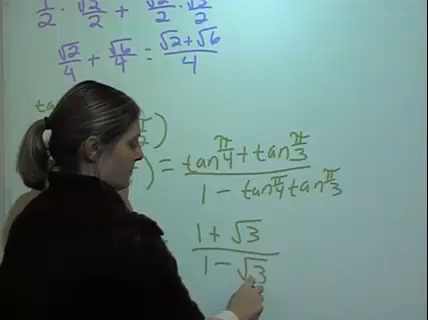 1/2 · √2/2 + √2/2 · √2/2
√2/4 + √6/4 = (√2 + √6)/4
) = (tan π/4 + tan π/3)/(1 − tan π/4 tan π/3)
(1 + √3)/(1 − √3)